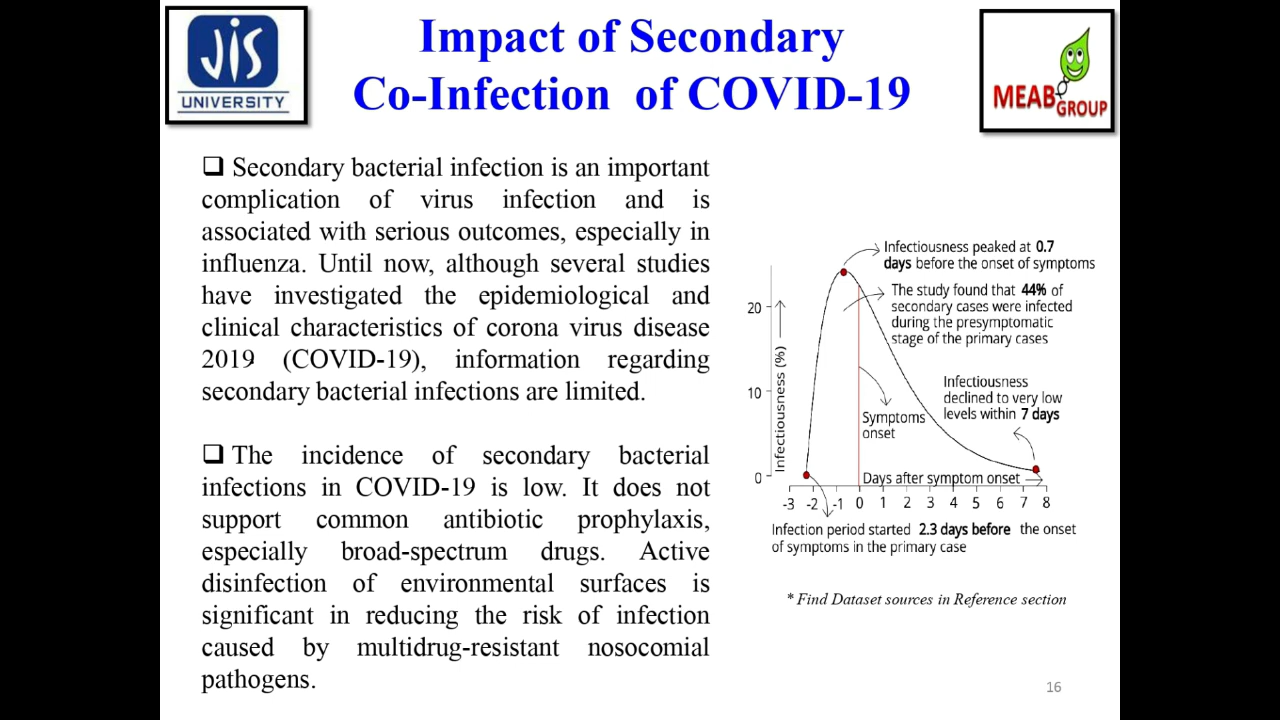 JIS
UNIVERSITY
Impact of Secondary
Co-Infection of COVID-19
MEAB GROUP
❑ Secondary bacterial infection is an important
complication of virus infection and is
associated with serious outcomes, especially in
influenza. Until now, although several studies
have investigated the epidemiological and
clinical characteristics of corona virus disease
2019 (COVID-19), information regarding
secondary bacterial infections are limited.
❑ The incidence of secondary bacterial
infections in COVID-19 is low. It does not
support common antibiotic prophylaxis,
especially broad-spectrum drugs. Active
disinfection of environmental surfaces is
significant in reducing the risk of infection
caused by multidrug-resistant nosocomial
pathogens.
Infectiousness peaked at 0.7
days before the onset of symptoms
The study found that 44% of
secondary cases were infected
during the presymptomatic
stage of the primary cases
Infectiousness
declined to very low
levels within 7 days
Symptoms
onset
Infectiousness (%)
20
10
0
Days after symptom onset
-3 -2 -1 0 1 2 3 4 5 6 7 8
Infection period started 2.3 days before the onset
of symptoms in the primary case
* Find Dataset sources in Reference section
16